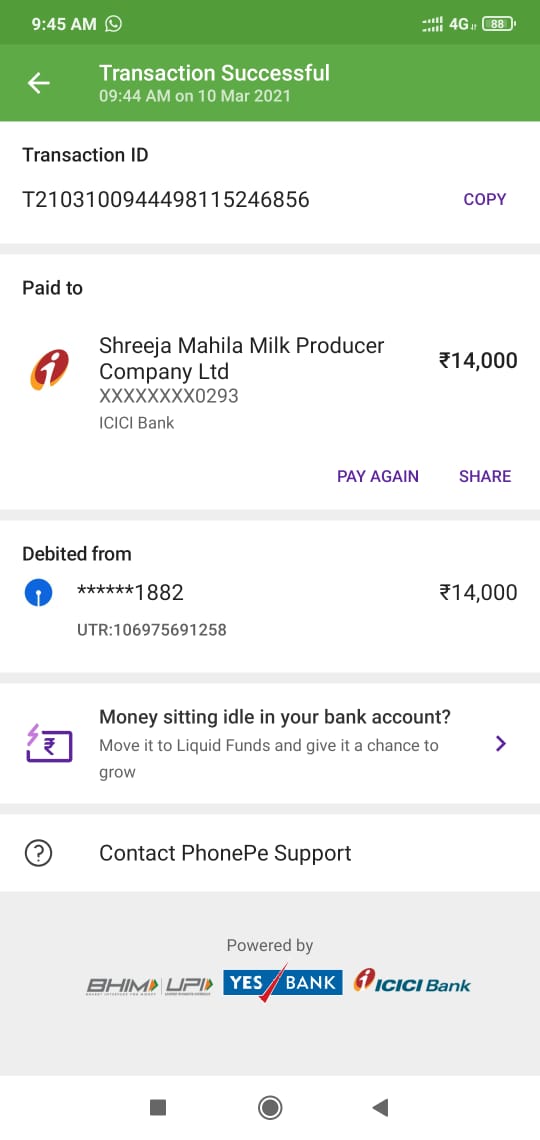 9:45 AM 4G 88
Transaction Successful
09:44 AM on 10 Mar 2021
Transaction ID
T2103100944498115246856 COPY
Paid to
Shreeja Mahila Milk Producer
Company Ltd ₹14,000
XXXXXXXX0293
ICICI Bank
PAY AGAIN SHARE
Debited from
******1882 ₹14,000
UTR:106975691258
Money sitting idle in your bank account?
Move it to Liquid Funds and give it a chance to
grow
Contact PhonePe Support
Powered by
BHIM UPI YES BANK ICICI Bank